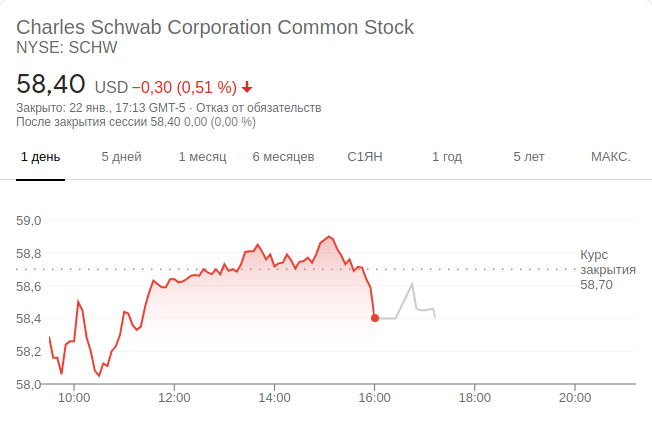 Charles Schwab Corporation Common Stock
NYSE: SCHW
58,40 USD −0,30 (0,51 %)
Закрыто: 22 янв., 17:13 GMT-5 · Отказ от обязательств
После закрытия сессии 58,40 0,00 (0,00 %)
1 день 5 дней 1 месяц 6 месяцев С1ЯН 1 год 5 лет МАКС.
59,0
58,8
58,6
58,4
58,2
58,0
Курс
закрытия
58,70
10:00 12:00 14:00 16:00 18:00 20:00